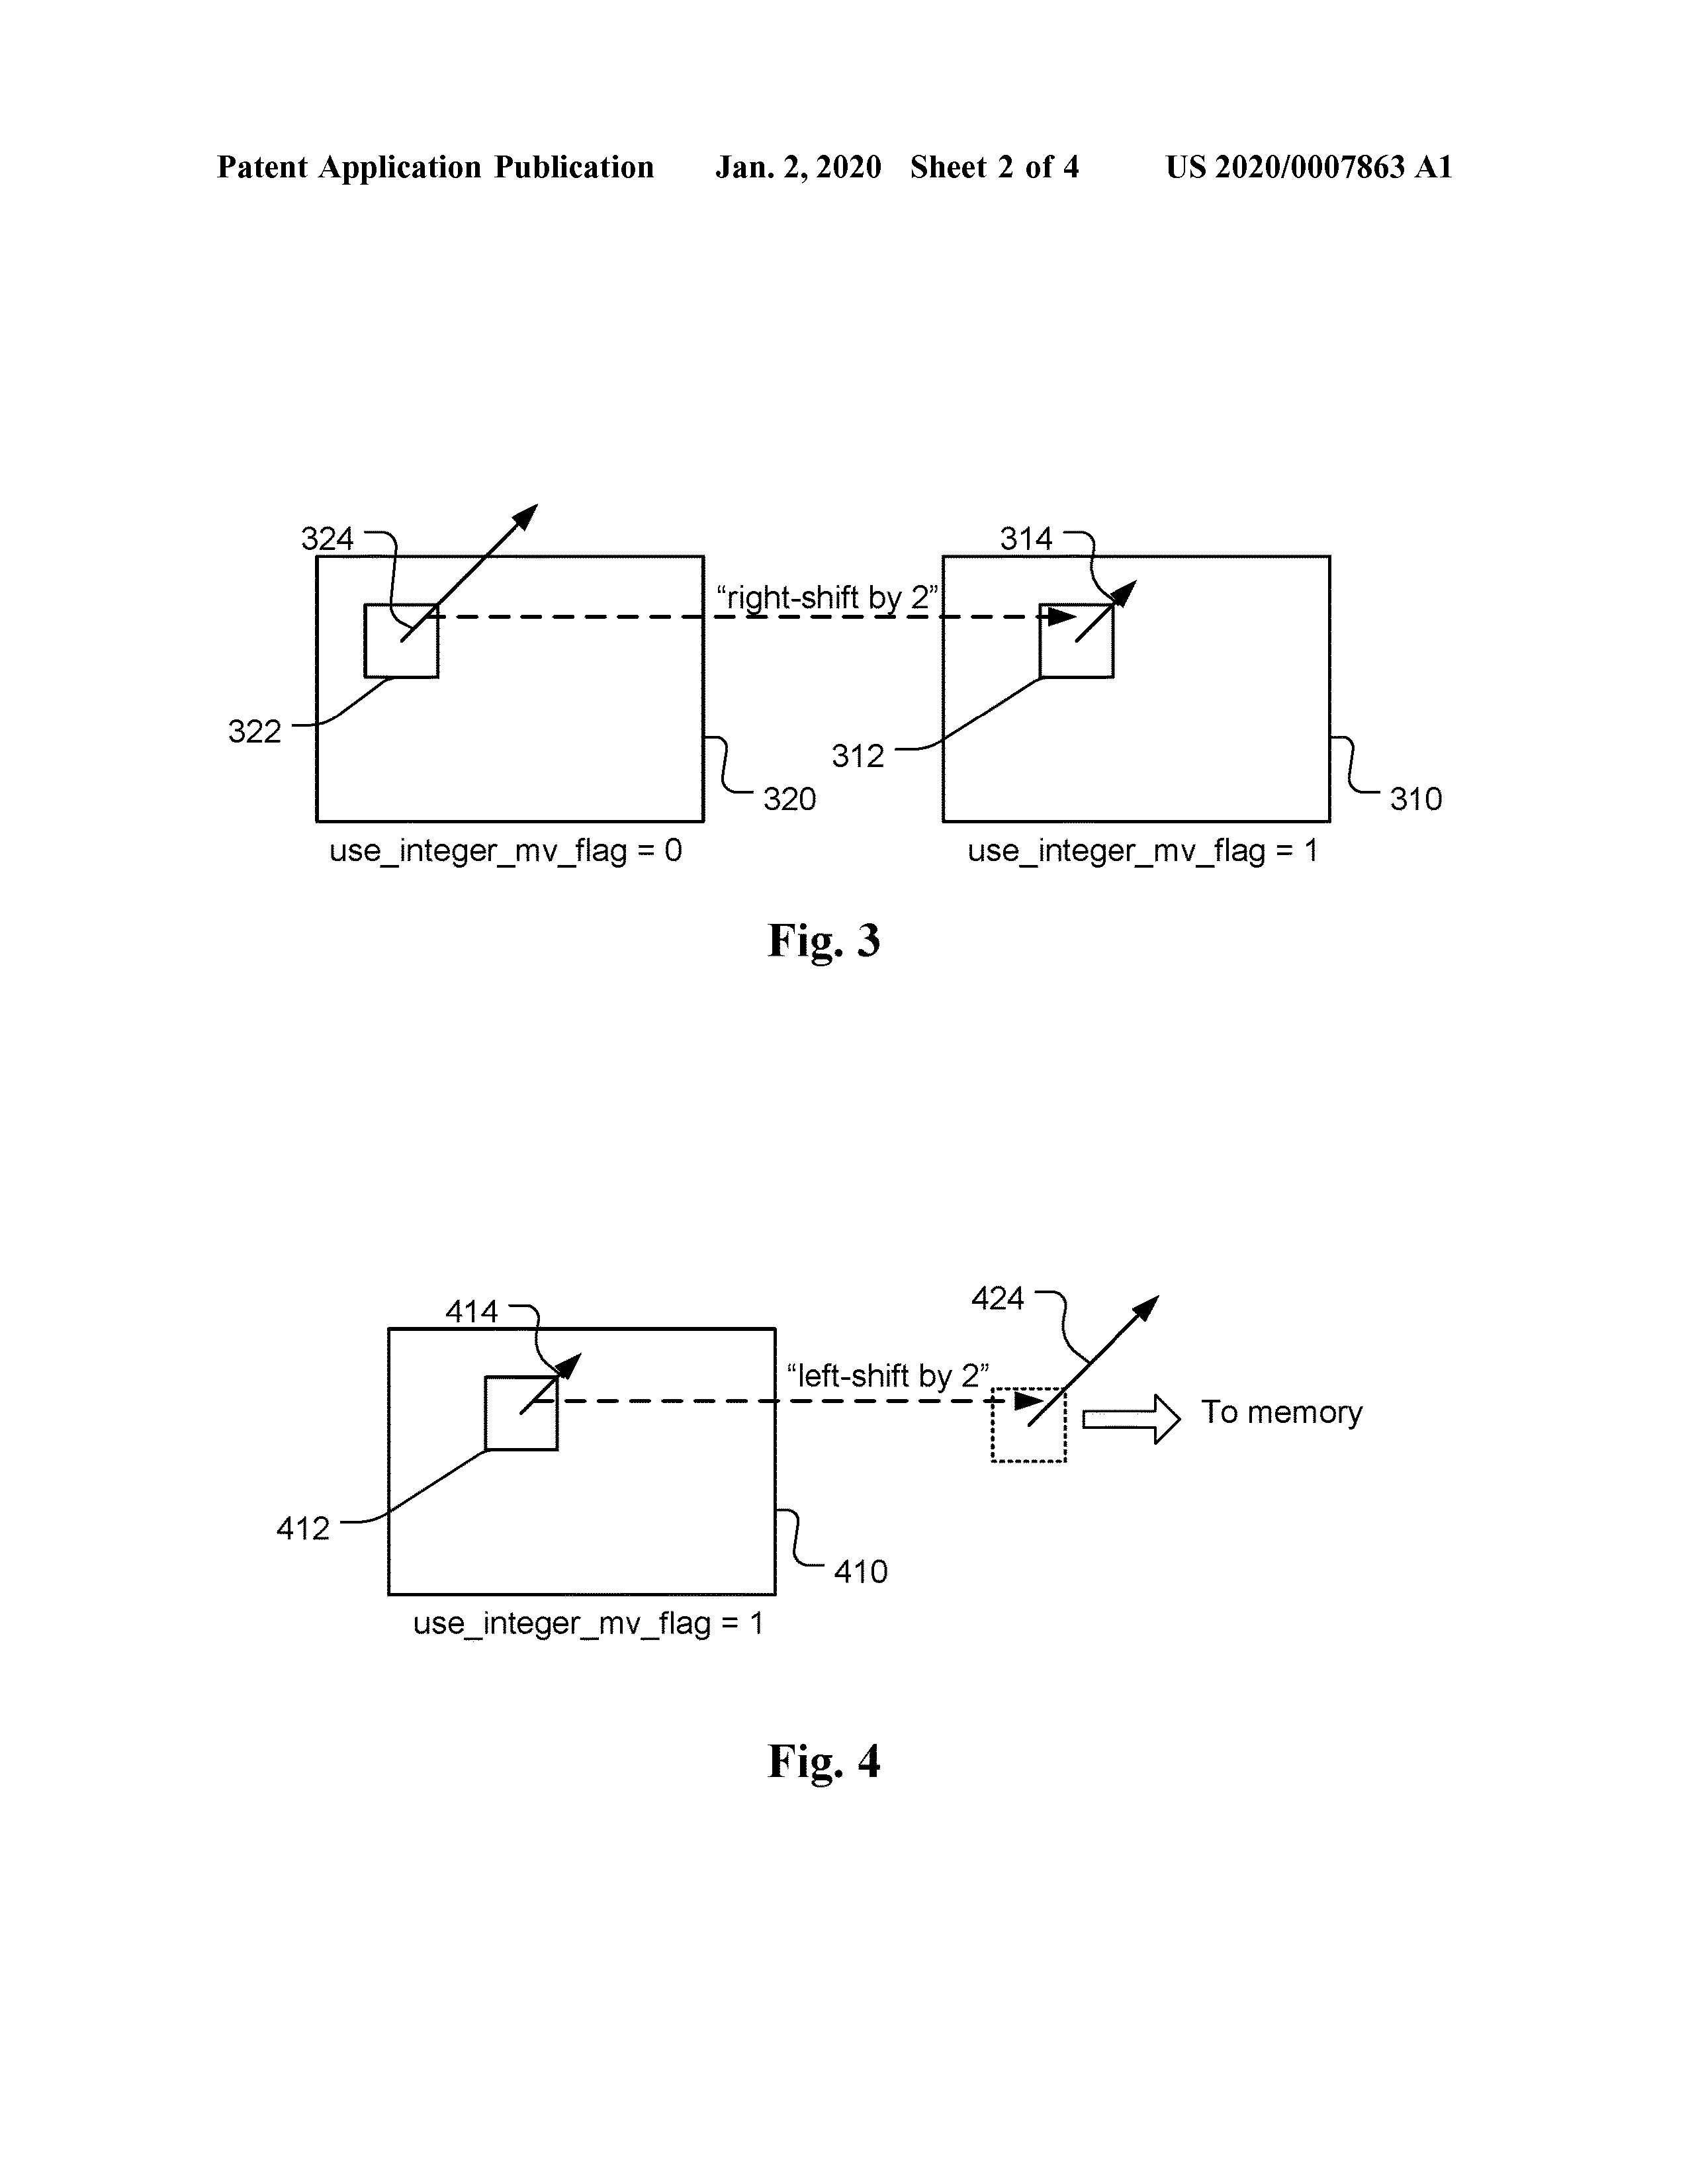 Patent Application Publication Jan. 2, 2020 Sheet 2 of 4 US 2020/0007863 A1
324
314
“right-shift by 2”
322
312
320
310
use_integer_mv_flag = 0
use_integer_mv_flag = 1
Fig. 3
424
414
“left-shift by 2”
To memory
412
410
use_integer_mv_flag = 1
Fig. 4